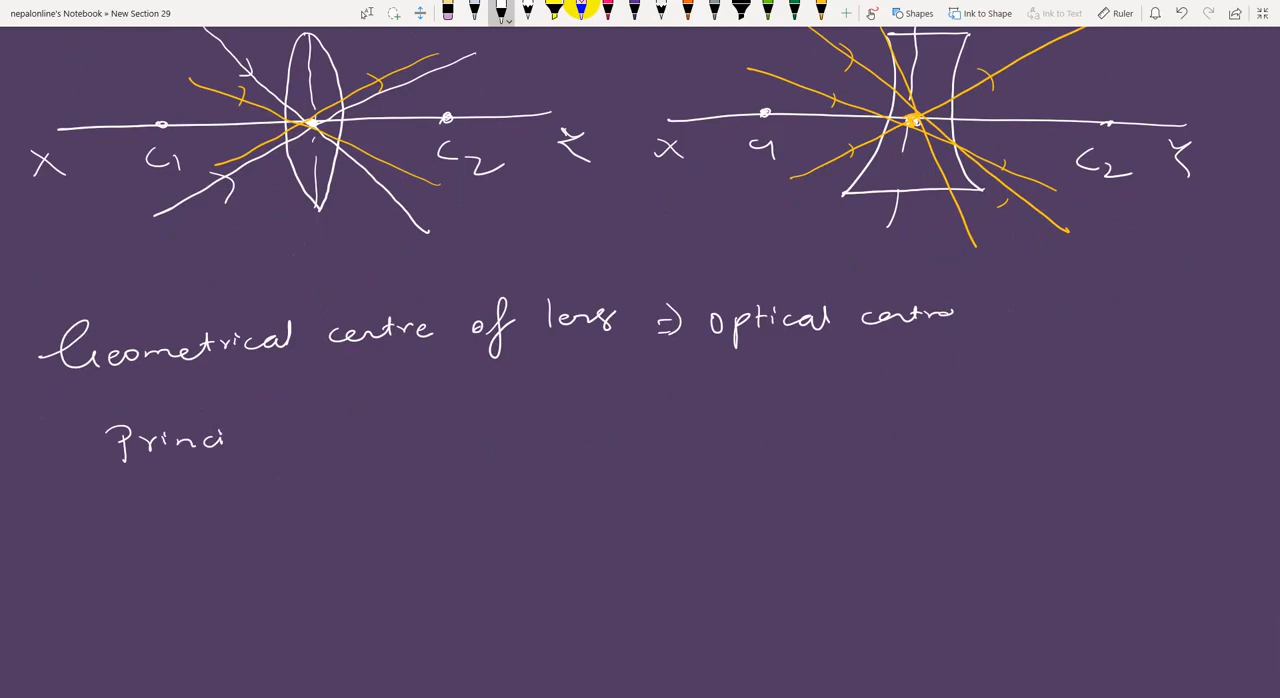 nepalonline's Notebook » New Section 29
Shapes Ink to Shape Ink to Text Ruler
X C1 C2 Y
X C1 C2 Y
Geometrical centre of lens => optical centre
Princi